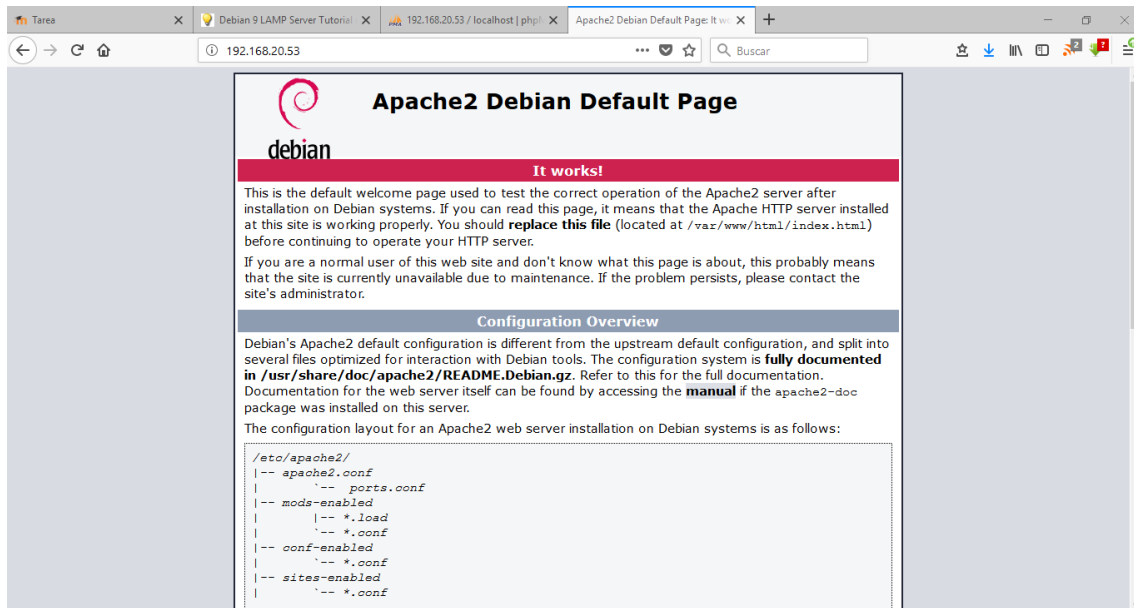 Tarea
Debian 9 LAMP Server Tutorial
192.168.20.53 / localhost | phpM
Apache2 Debian Default Page: It wo
192.168.20.53
Buscar
2
?
debian
Apache2 Debian Default Page
It works!
This is the default welcome page used to test the correct operation of the Apache2 server after
installation on Debian systems. If you can read this page, it means that the Apache HTTP server installed
at this site is working properly. You should replace this file (located at /var/www/html/index.html)
before continuing to operate your HTTP server.
If you are a normal user of this web site and don't know what this page is about, this probably means
that the site is currently unavailable due to maintenance. If the problem persists, please contact the
site's administrator.
Configuration Overview
Debian's Apache2 default configuration is different from the upstream default configuration, and split into
several files optimized for interaction with Debian tools. The configuration system is fully documented
in /usr/share/doc/apache2/README.Debian.gz. Refer to this for the full documentation.
Documentation for the web server itself can be found by accessing the manual if the apache2-doc
package was installed on this server.
The configuration layout for an Apache2 web server installation on Debian systems is as follows:
/etc/apache2/
|-- apache2.conf
|       `--  ports.conf
|-- mods-enabled
|       |-- *.load
|       `-- *.conf
|-- conf-enabled
|       `-- *.conf
|-- sites-enabled
|       `-- *.conf